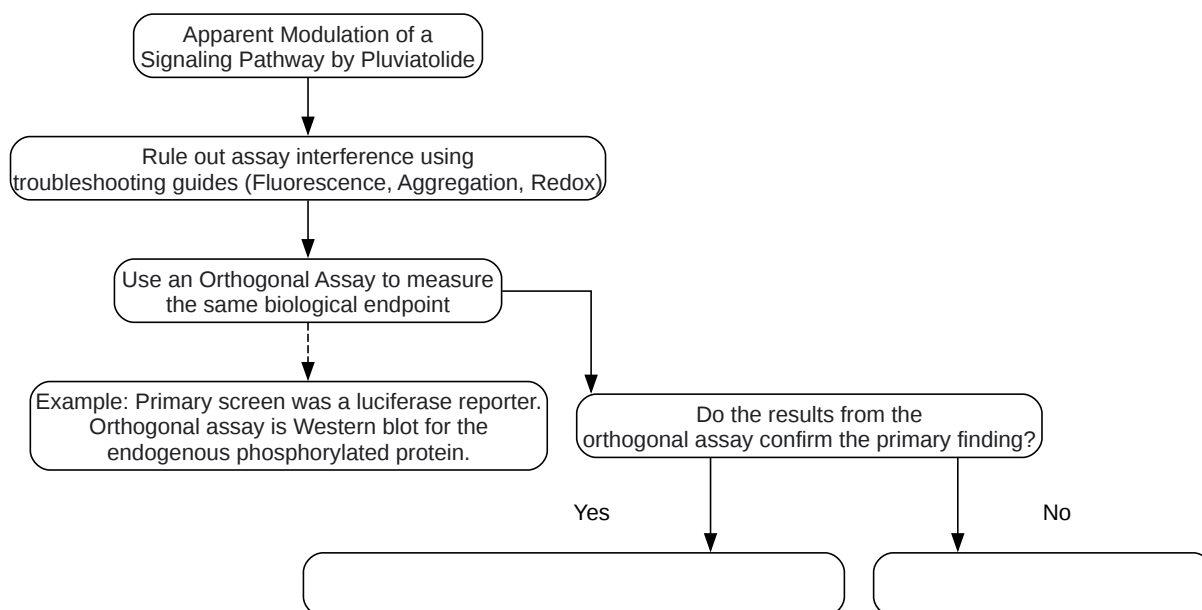 Apparent Modulation of a
Signaling Pathway by Pluviatolide
Rule out assay interference using
troubleshooting guides (Fluorescence, Aggregation, Redox)
Use an Orthogonal Assay to measure
the same biological endpoint
Example: Primary screen was a luciferase reporter.
Orthogonal assay is Western blot for the
endogenous phosphorylated protein.
Do the results from the
orthogonal assay confirm the primary finding?
Yes
No